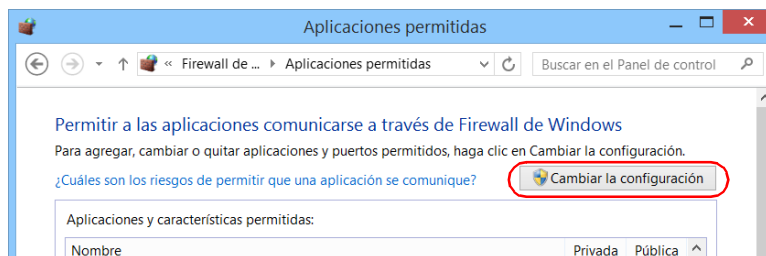 Aplicaciones permitidas
« Firewall de ... ▸ Aplicaciones permitidas Buscar en el Panel de control
Permitir a las aplicaciones comunicarse a través de Firewall de Windows
Para agregar, cambiar o quitar aplicaciones y puertos permitidos, haga clic en Cambiar la configuración.
¿Cuáles son los riesgos de permitir que una aplicación se comunique? Cambiar la configuración
Aplicaciones y características permitidas:
Nombre Privada Pública